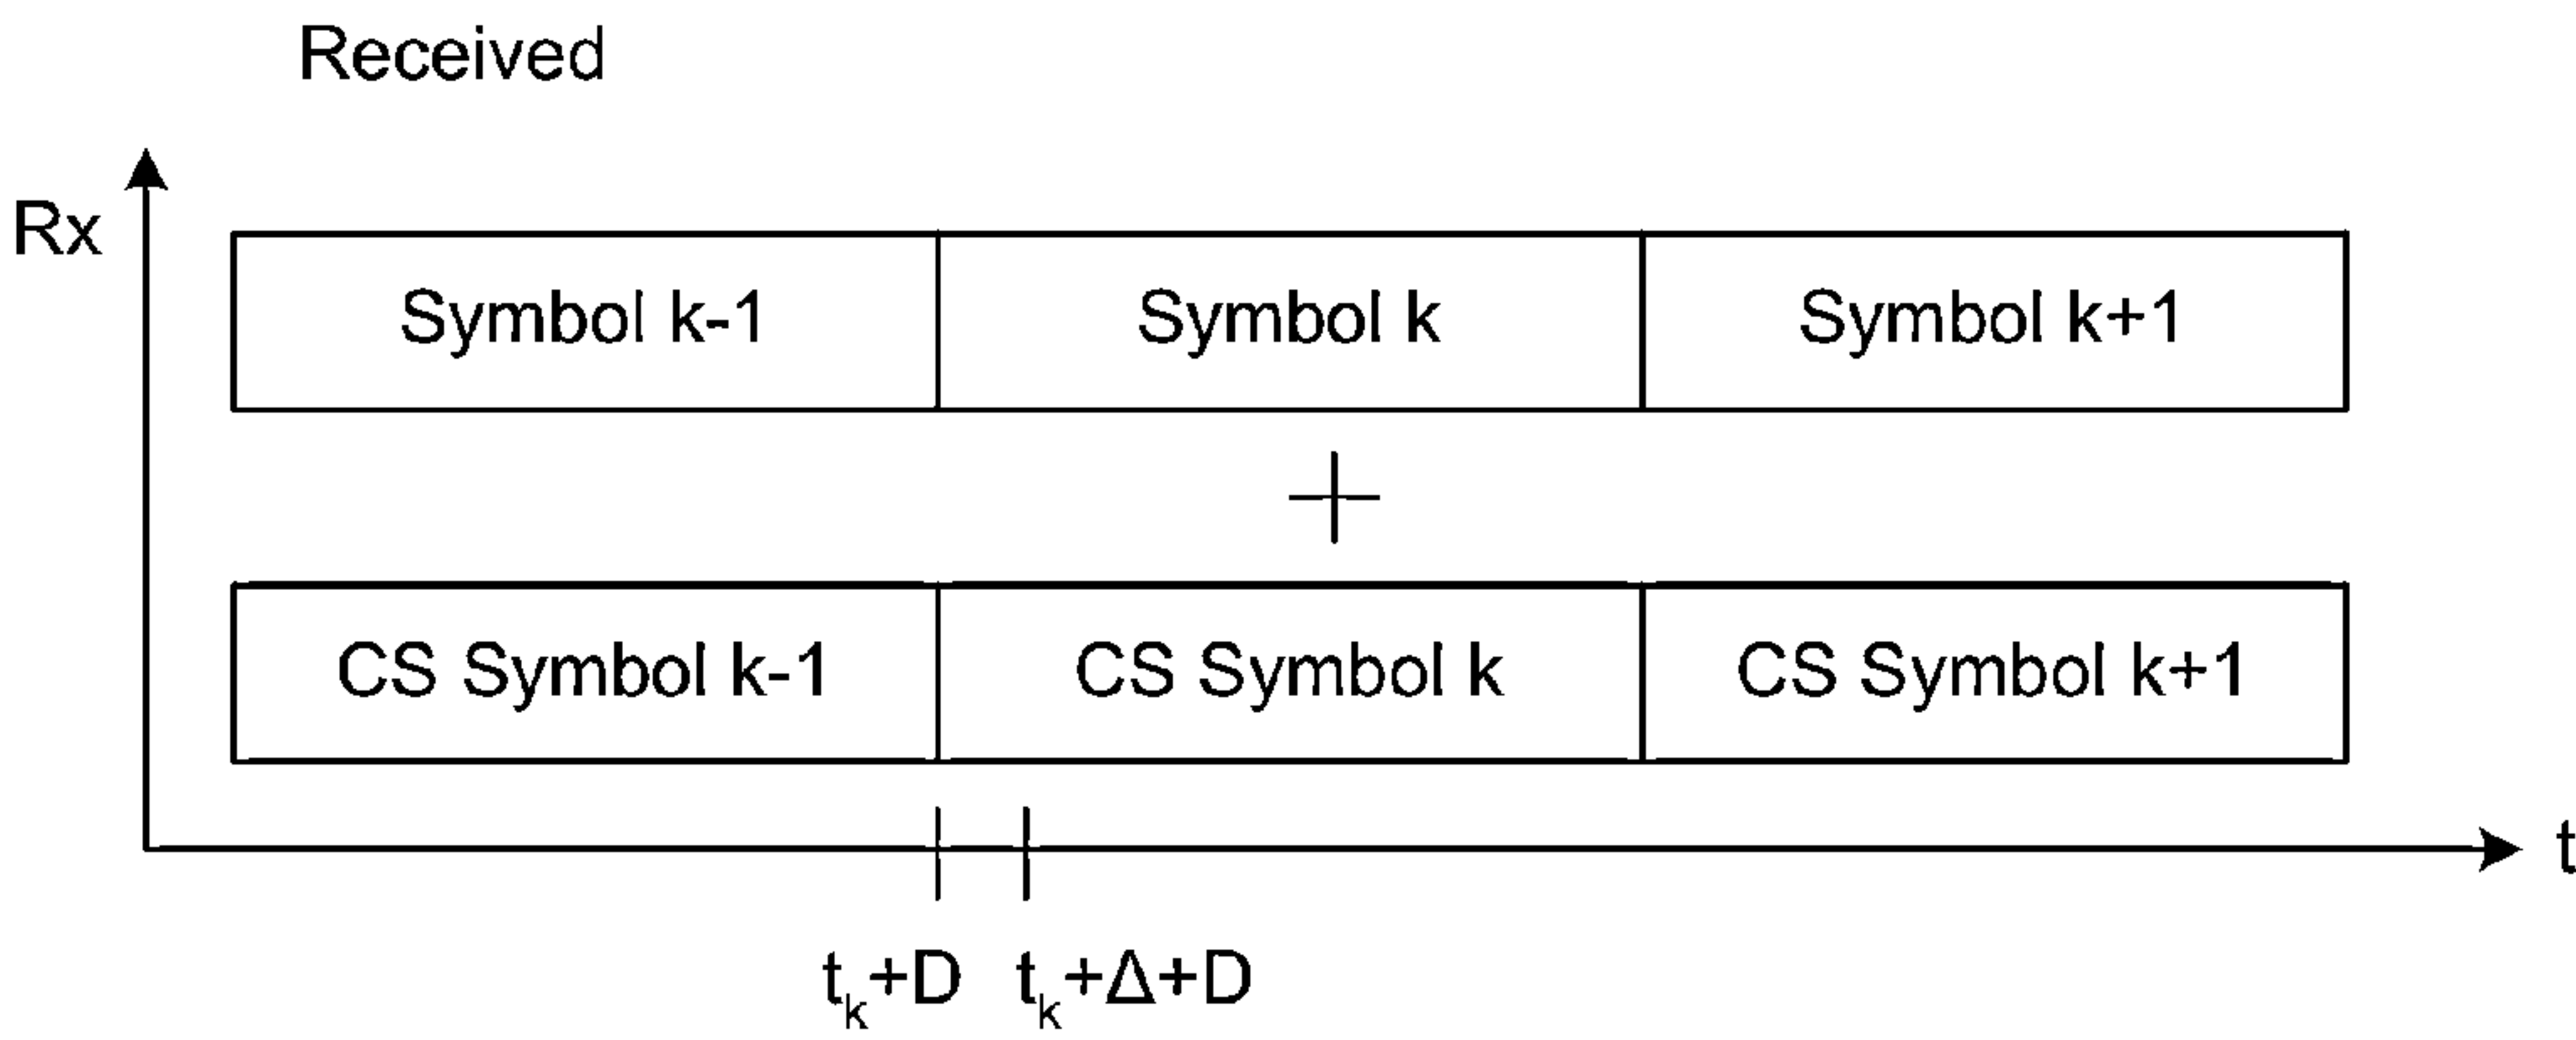 Received
Rx
Symbol k-1 Symbol k Symbol k+1
+
CS Symbol k-1 CS Symbol k CS Symbol k+1
t
tk+D tk+Δ+D